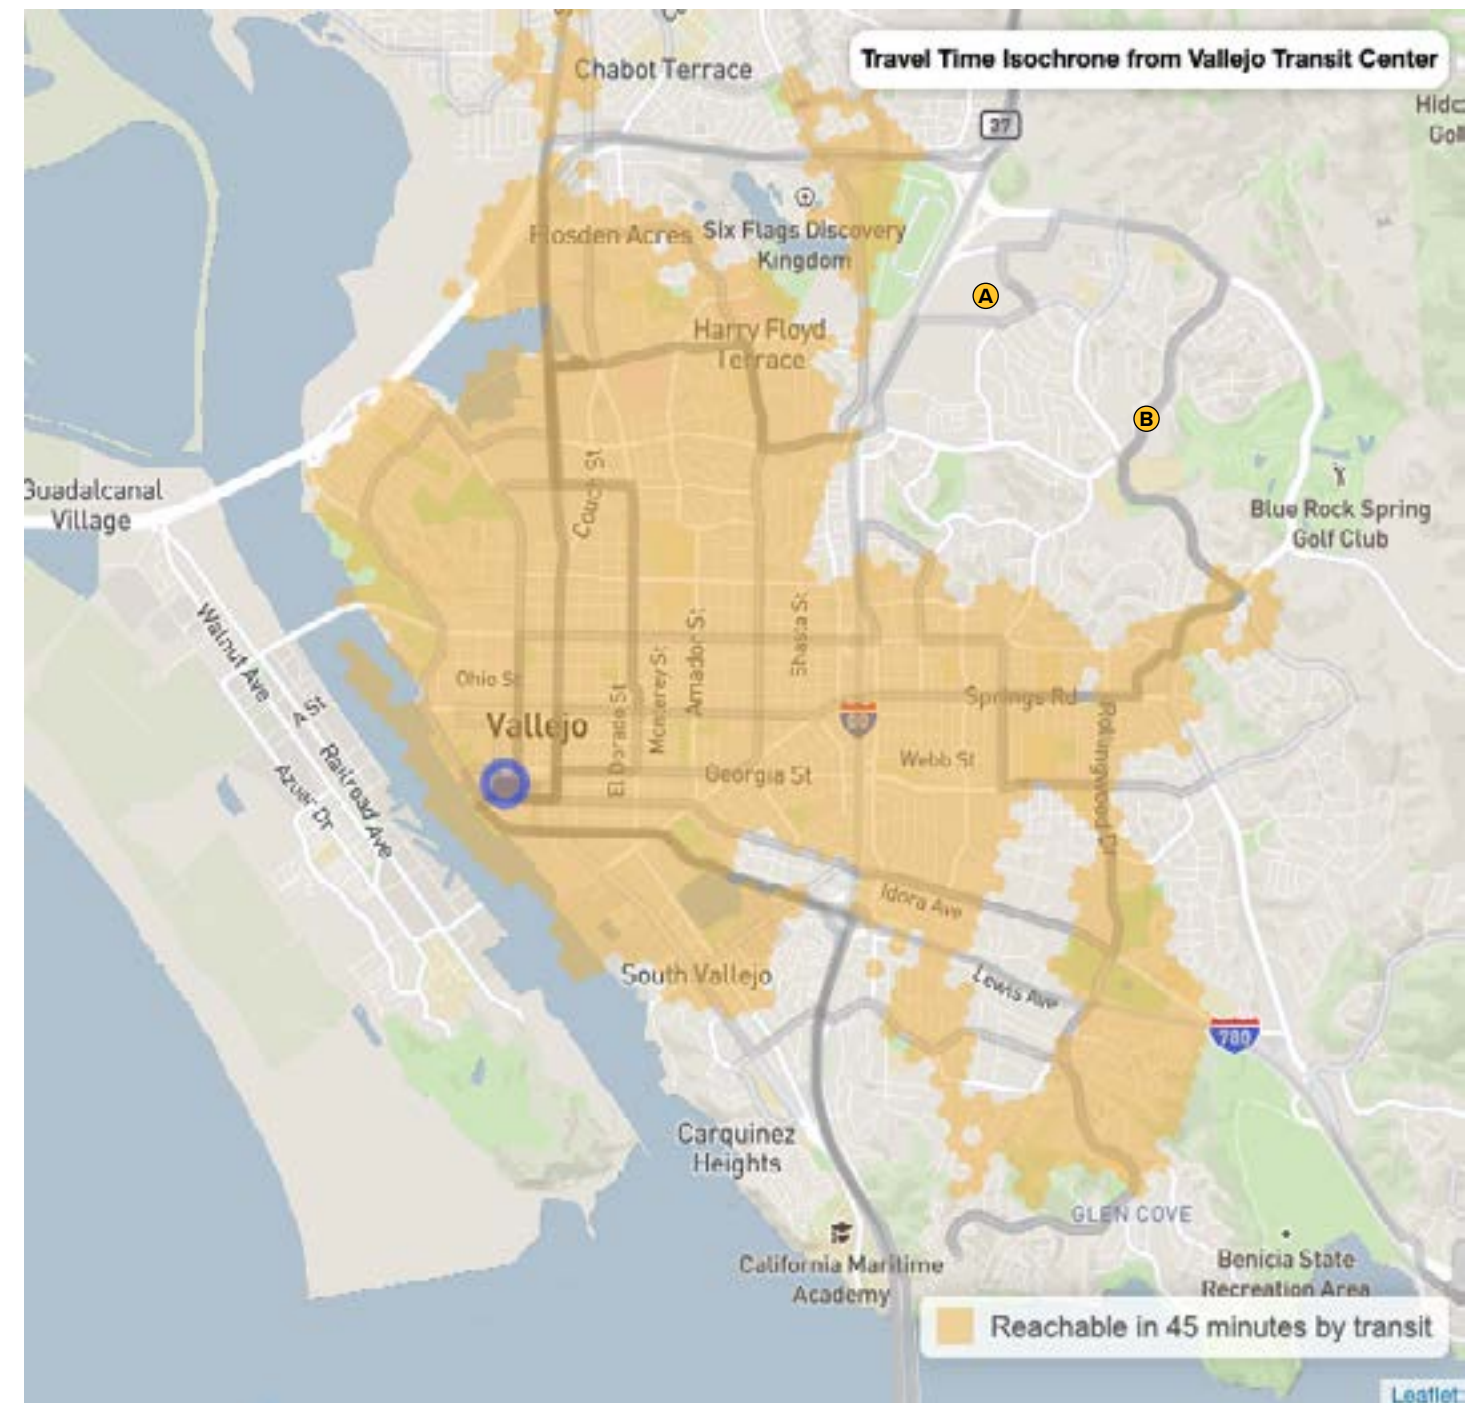 Travel Time Isochrone from Vallejo Transit Center
Chabot Terrace
37
Six Flags Discovery
Kingdom
A
Harry Floyd
Terrace
B
Couch St
Guadalcanal
Village
Blue Rock Spring
Golf Club
Walnut Ave
A St
Railroad Ave
Azuar Dr
Ohio St
Vallejo
El Dorado St
Monterey St
Amador St
Shasta St
Springs Rd
80
Webb St
Georgia St
Rollingwood Dr
Idora Ave
Lewis Ave
South Vallejo
780
Carquinez
Heights
GLEN COVE
California Maritime
Academy
Benicia State
Recreation Area
Reachable in 45 minutes by transit
Leaflet